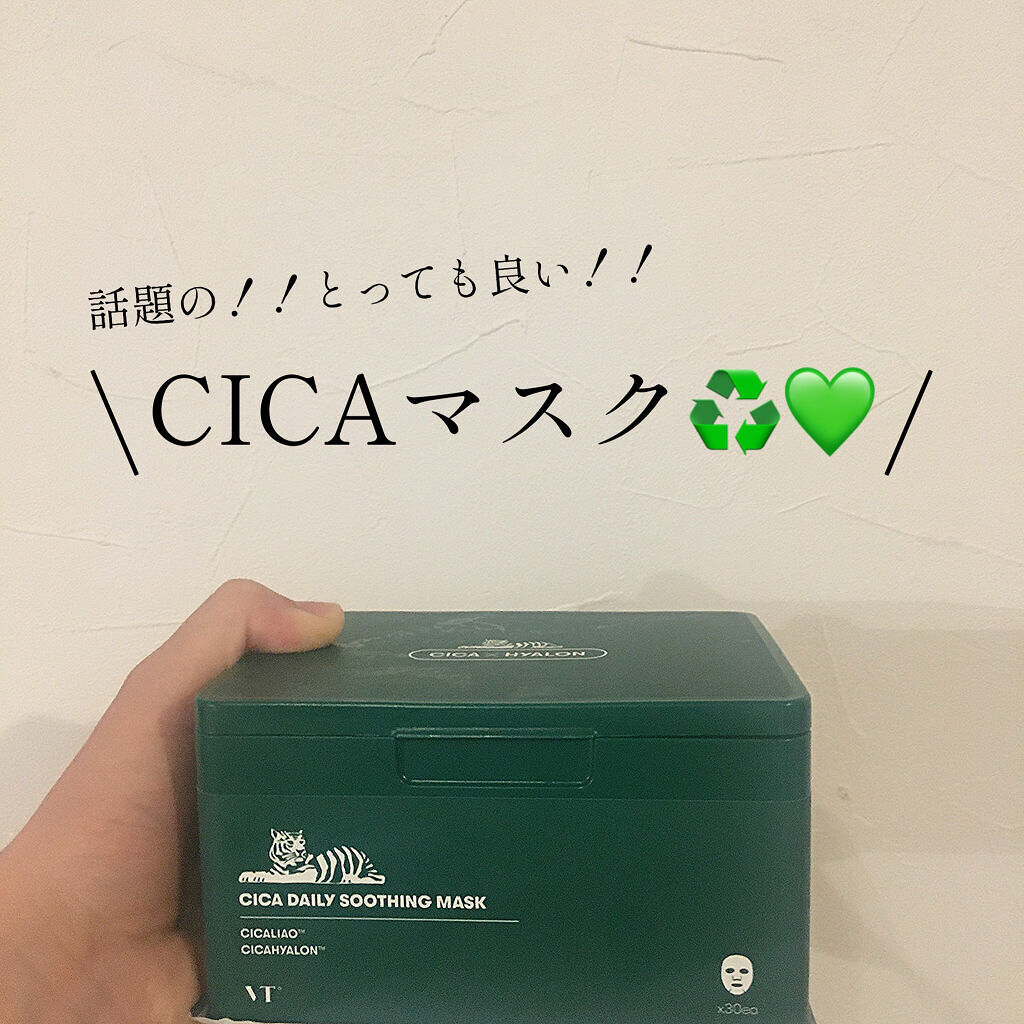 話題の！！とっても良い！！
\CICAマスク♻️💚/
CICA × HYALON
CICA DAILY SOOTHING MASK
CICALIAO™
CICAHYALON™
VT®
x30ea